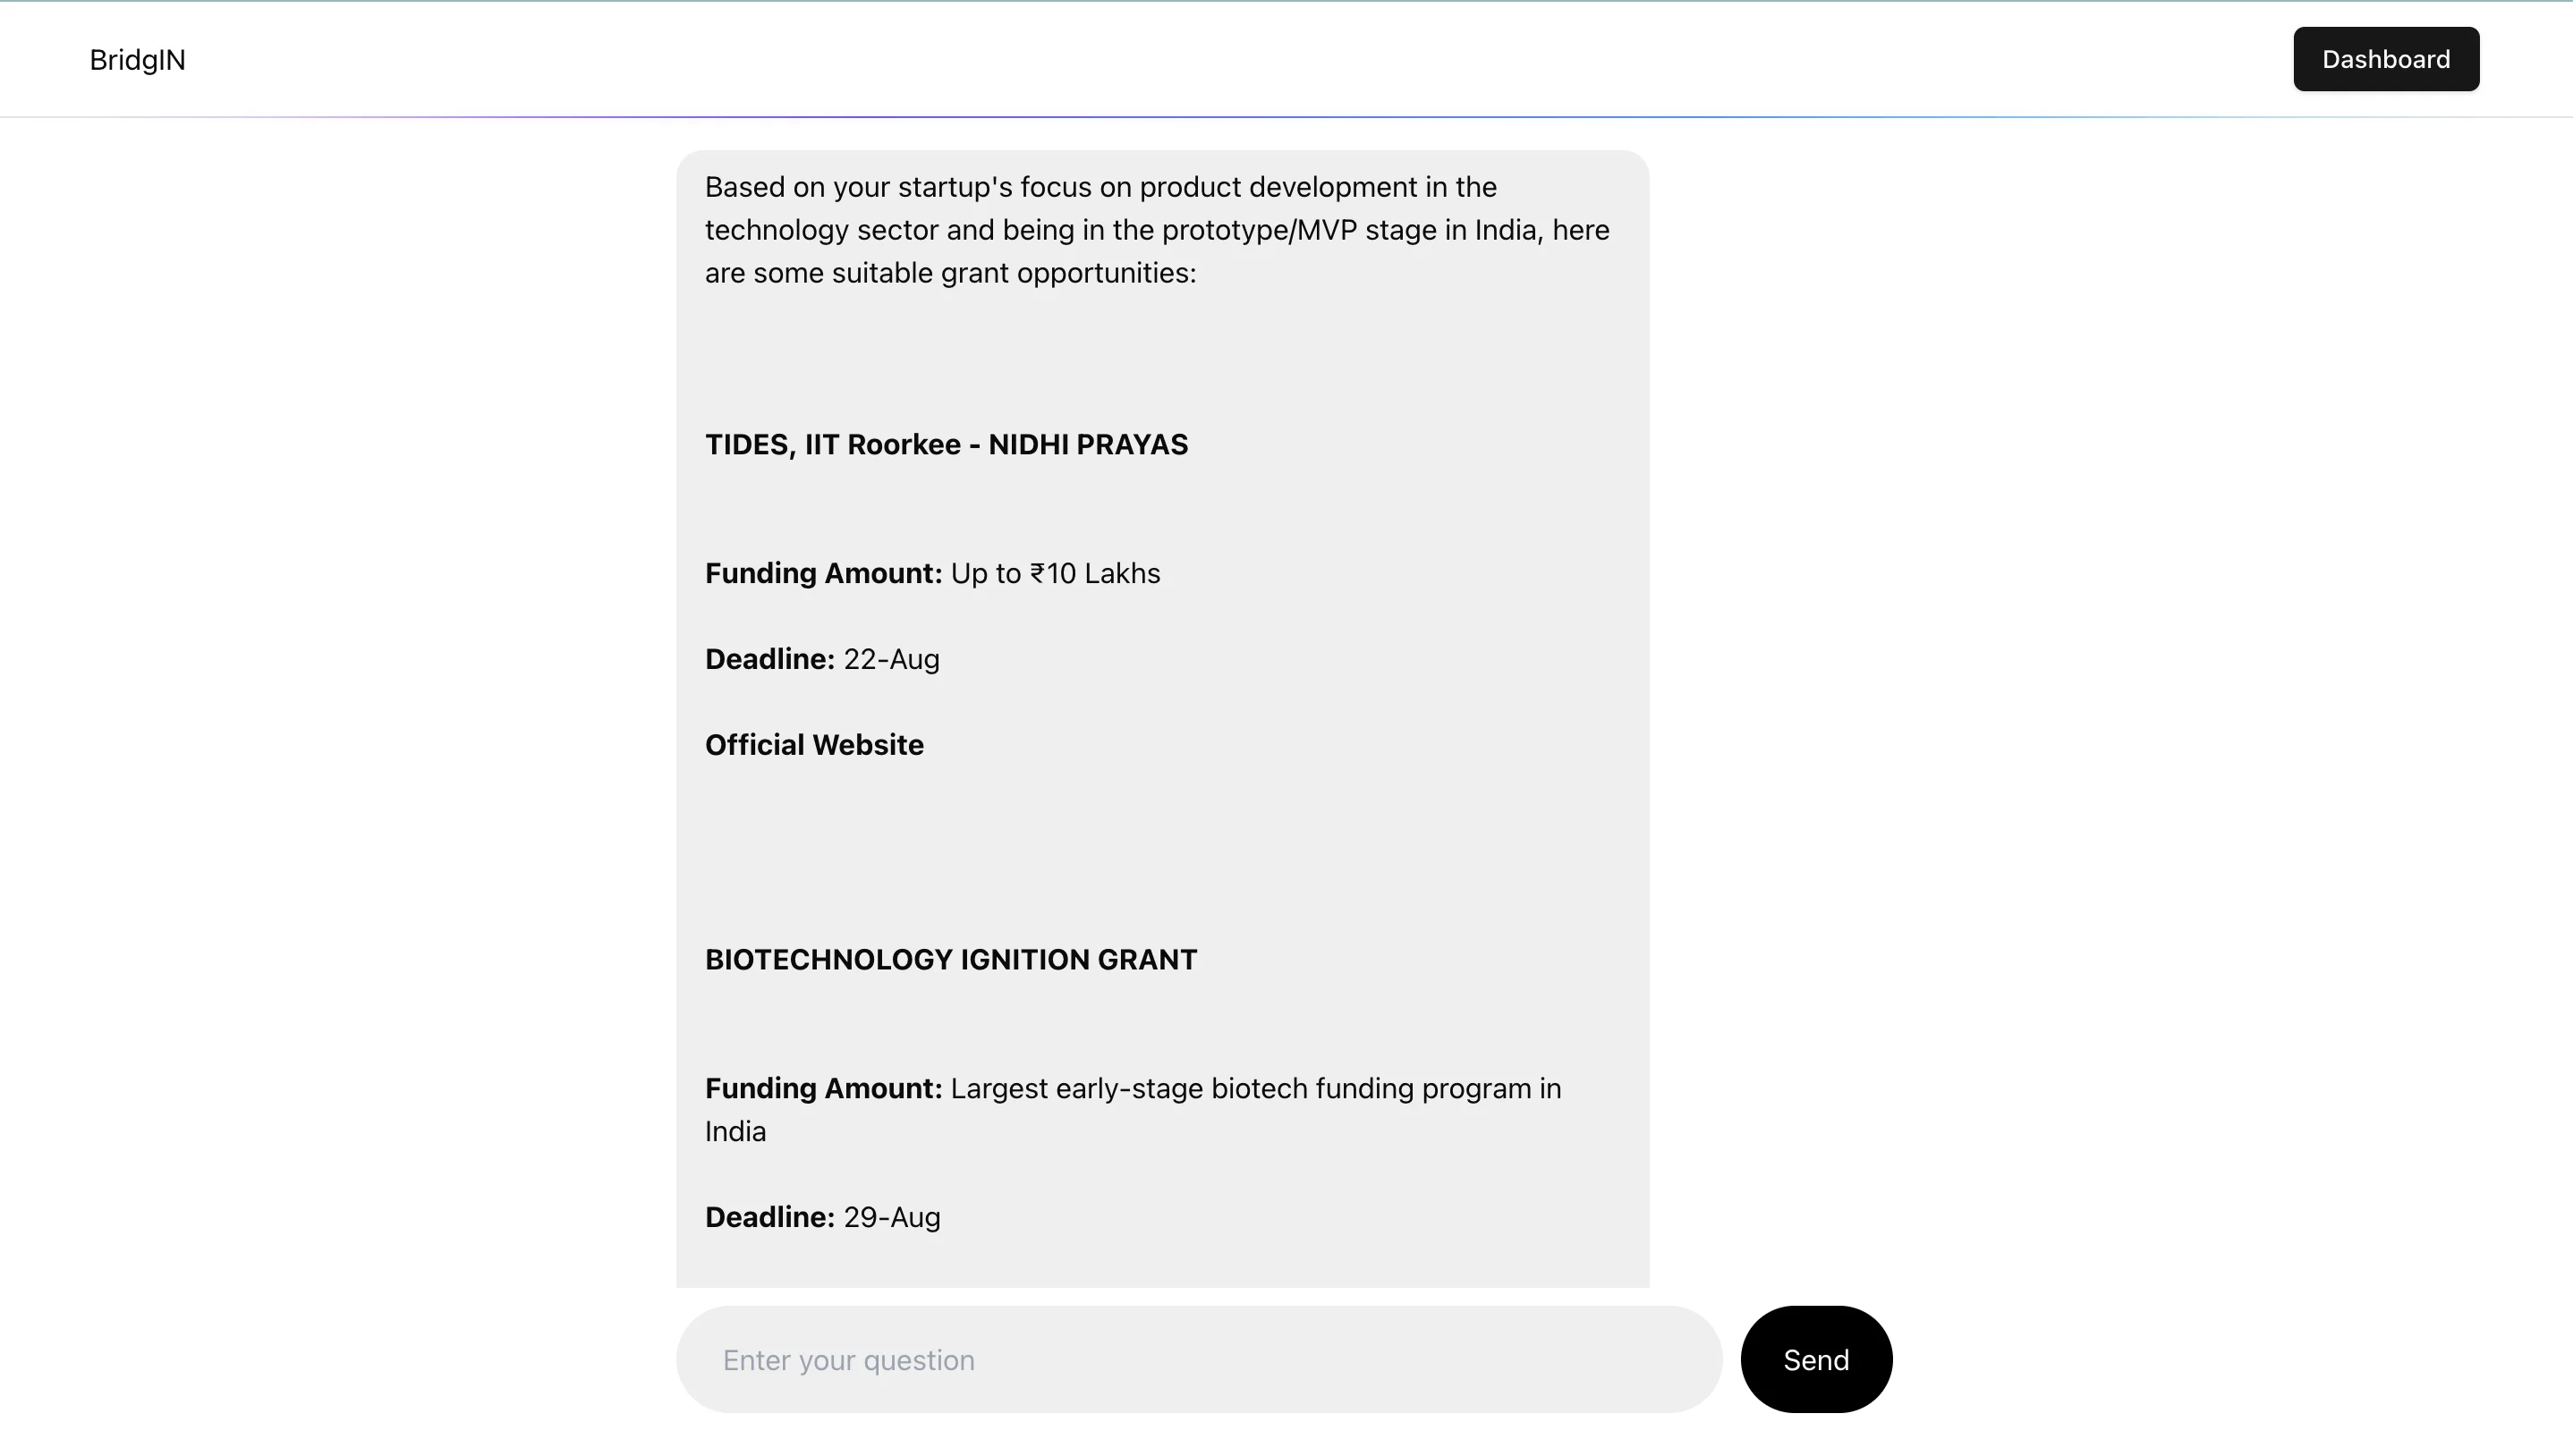 BridgIN
Dashboard
Based on your startup's focus on product development in the
technology sector and being in the prototype/MVP stage in India, here
are some suitable grant opportunities:
TIDES, IIT Roorkee - NIDHI PRAYAS
Funding Amount: Up to ₹10 Lakhs
Deadline: 22-Aug
Official Website
BIOTECHNOLOGY IGNITION GRANT
Funding Amount: Largest early-stage biotech funding program in
India
Deadline: 29-Aug
Enter your question
Send